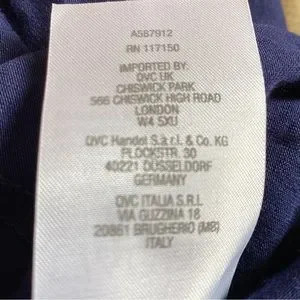 A587912
RN 117150
IMPORTED BY:
QVC UK
CHISWICK PARK
566 CHISWICK HIGH ROAD
LONDON
W4 5XU
QVC Handel S.à r.l. & Co. KG
PLOCKSTR. 30
40221 DÜSSELDORF
GERMANY
QVC ITALIA S.R.L
VIA GUZZINA 18
20861 BRUGHERIO (MB)
ITALY